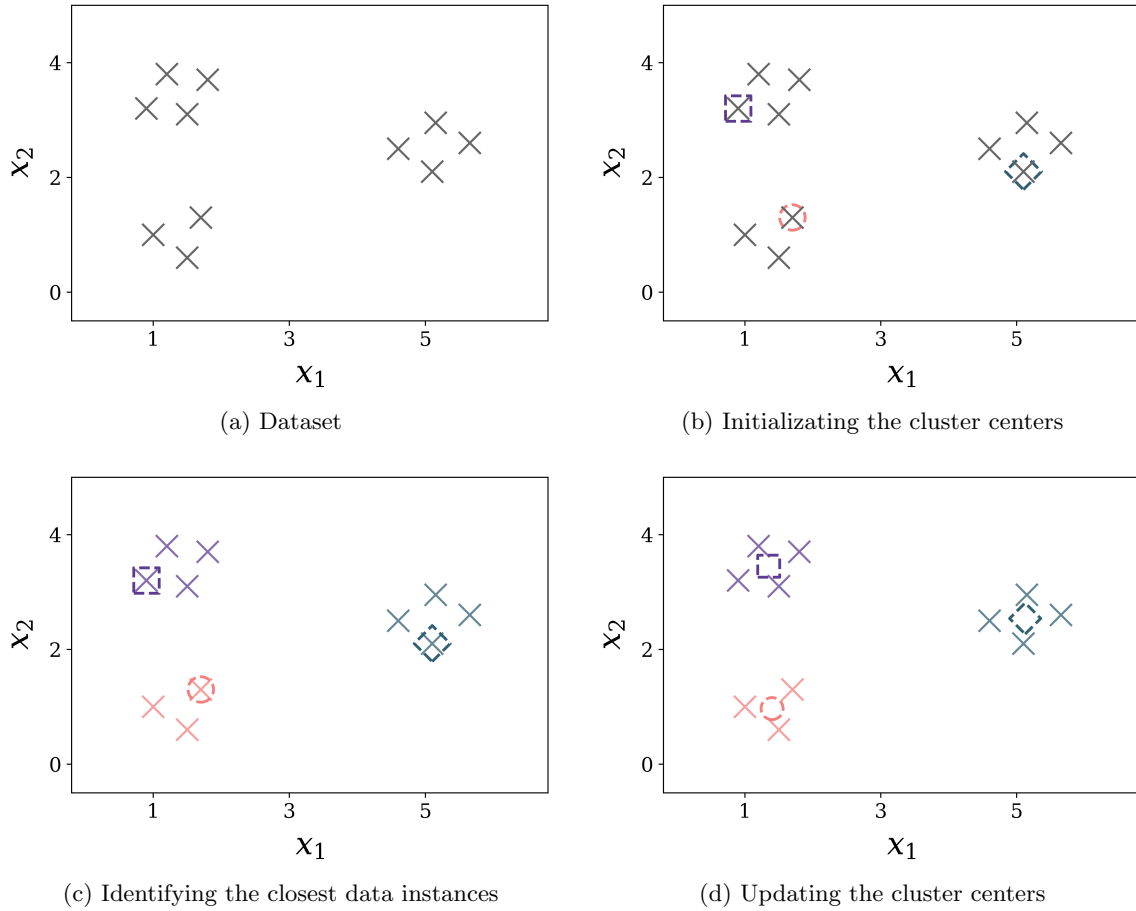 4
2
0
x₂
1 3 5
x₁
(a) Dataset
4
2
0
x₂
1 3 5
x₁
(b) Initializating the cluster centers
4
2
0
x₂
1 3 5
x₁
(c) Identifying the closest data instances
4
2
0
x₂
1 3 5
x₁
(d) Updating the cluster centers